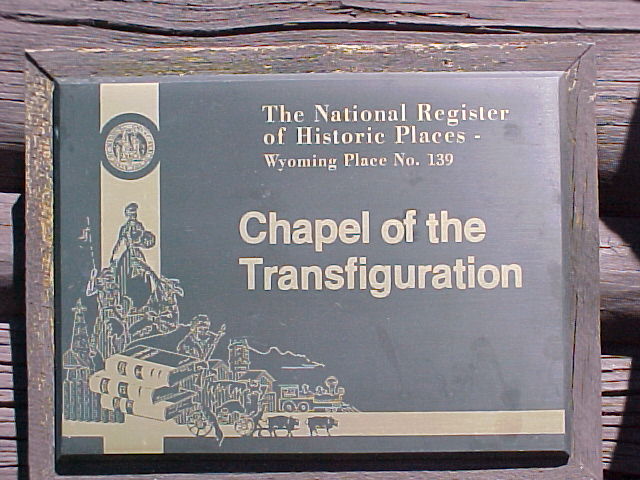 The National Register
of Historic Places -
Wyoming Place No. 139
Chapel of the
Transfiguration